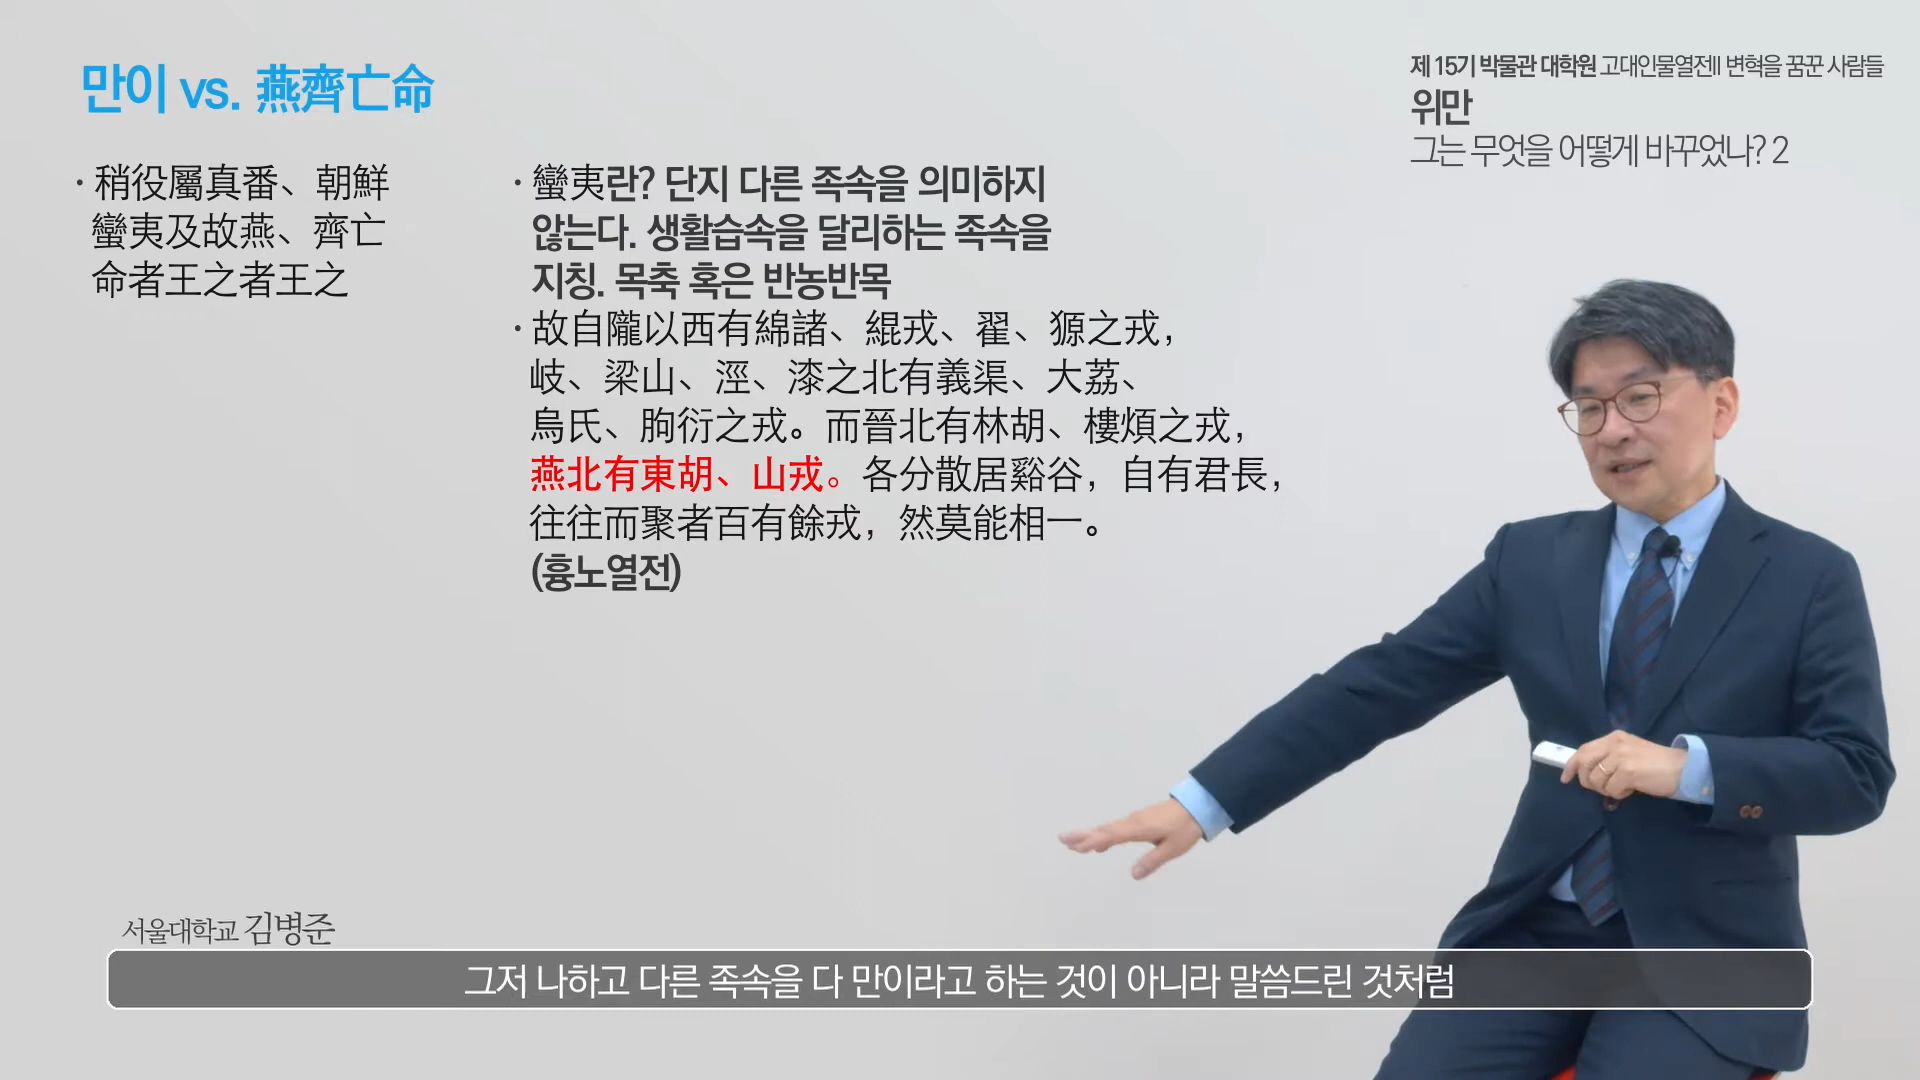 만이 vs. 燕齊亡命
제 15기 박물관 대학원 고대인물열전II 변혁을 꿈꾼 사람들
위만
그는 무엇을 어떻게 바꾸었나? 2
· 稍役屬真番、朝鮮
蠻夷及故燕、齊亡
命者王之者王之
· 蠻夷란? 단지 다른 족속을 의미하지
않는다. 생활습속을 달리하는 족속을
지칭. 목축 혹은 반농반목
· 故自隴以西有綿諸、緄戎、翟、獂之戎,
岐、梁山、涇、漆之北有義渠、大荔、
烏氏、朐衍之戎。而晉北有林胡、樓煩之戎,
燕北有東胡、山戎。各分散居谿谷, 自有君長,
往往而聚者百有餘戎, 然莫能相一。
(흉노열전)
서울대학교 김병준
그저 나하고 다른 족속을 다 만이라고 하는 것이 아니라 말씀드린 것처럼